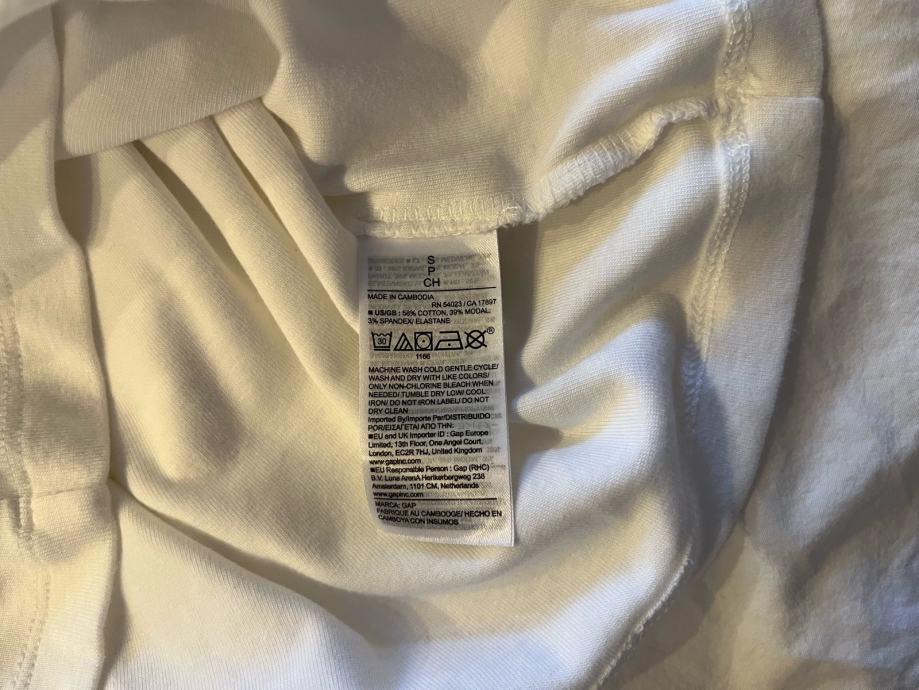 S
P
CH
MADE IN CAMBODIA
RN 54023 / CA 17897
■ US/GB : 58% COTTON, 39% MODAL,
3% SPANDEX/ ELASTANE
30
®
1166
MACHINE WASH COLD GENTLE CYCLE/
WASH AND DRY WITH LIKE COLORS/
ONLY NON-CHLORINE BLEACH WHEN
NEEDED/ TUMBLE DRY LOW/ COOL
IRON/ DO NOT IRON LABEL/ DO NOT
DRY CLEAN
Imported By/Importe Par/DISTRIBUIDO
POR/ΕΙΣΑΓΕΤΑΙ ΑΠΟ ΤΗΝ:
■EU and UK Importer ID : Gap Europe
Limited, 13th Floor, One Angel Court,
London, EC2R 7HJ, United Kingdom
www.gapinc.com
■EU Responsible Person : Gap (RHC)
B.V. Luna ArenA Herikerbergweg 238
Amsterdam, 1101 CM, Netherlands
www.gapinc.com
MARCA: GAP
FABRIQUE AU CAMBODGE/ HECHO EN
CAMBOYA CON INSUMOS